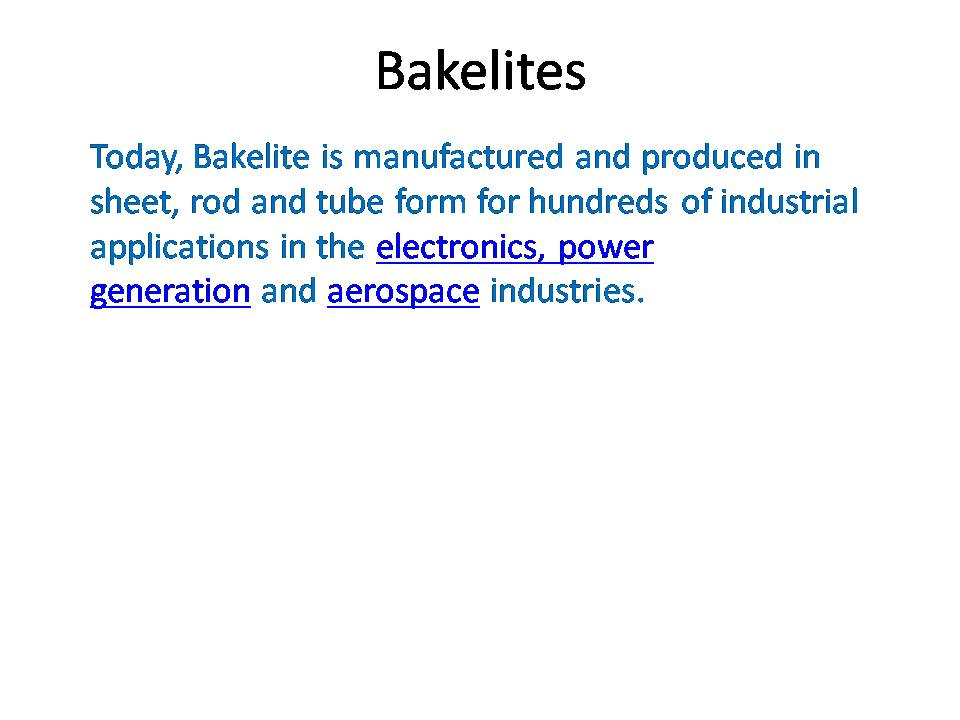 Bakelites
Today, Bakelite is manufactured and produced in
sheet, rod and tube form for hundreds of industrial
applications in the electronics, power
generation and aerospace industries.